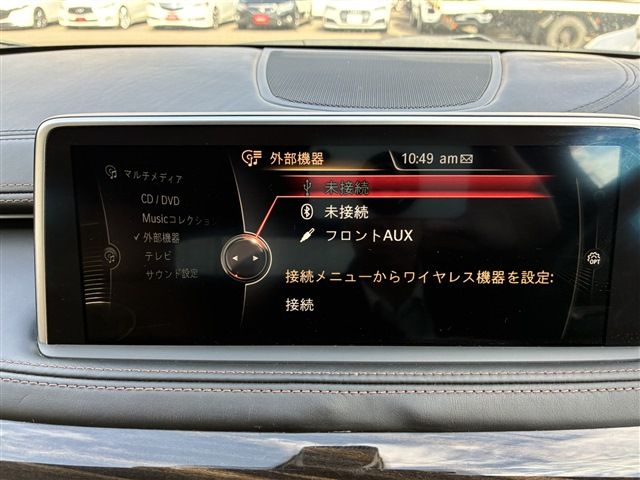 外部機器
10:49 am
マルチメディア
CD / DVD
Musicコレクション
✓ 外部機器
テレビ
サウンド設定
未接続
未接続
フロントAUX
接続メニューからワイヤレス機器を設定:
接続
OPT